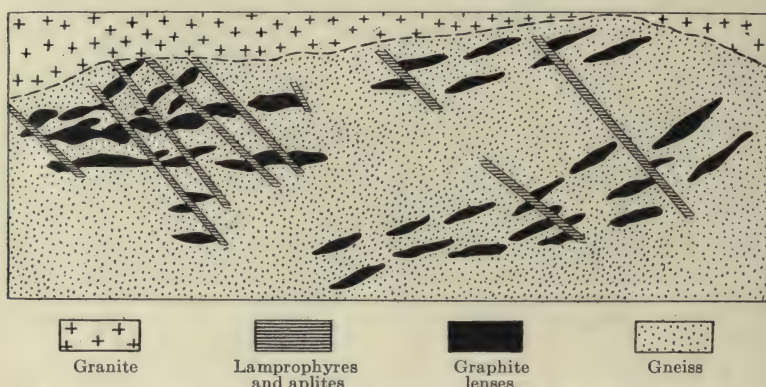 Granite
Lamprophyres
and aplites
Graphite
lenses
Gneiss